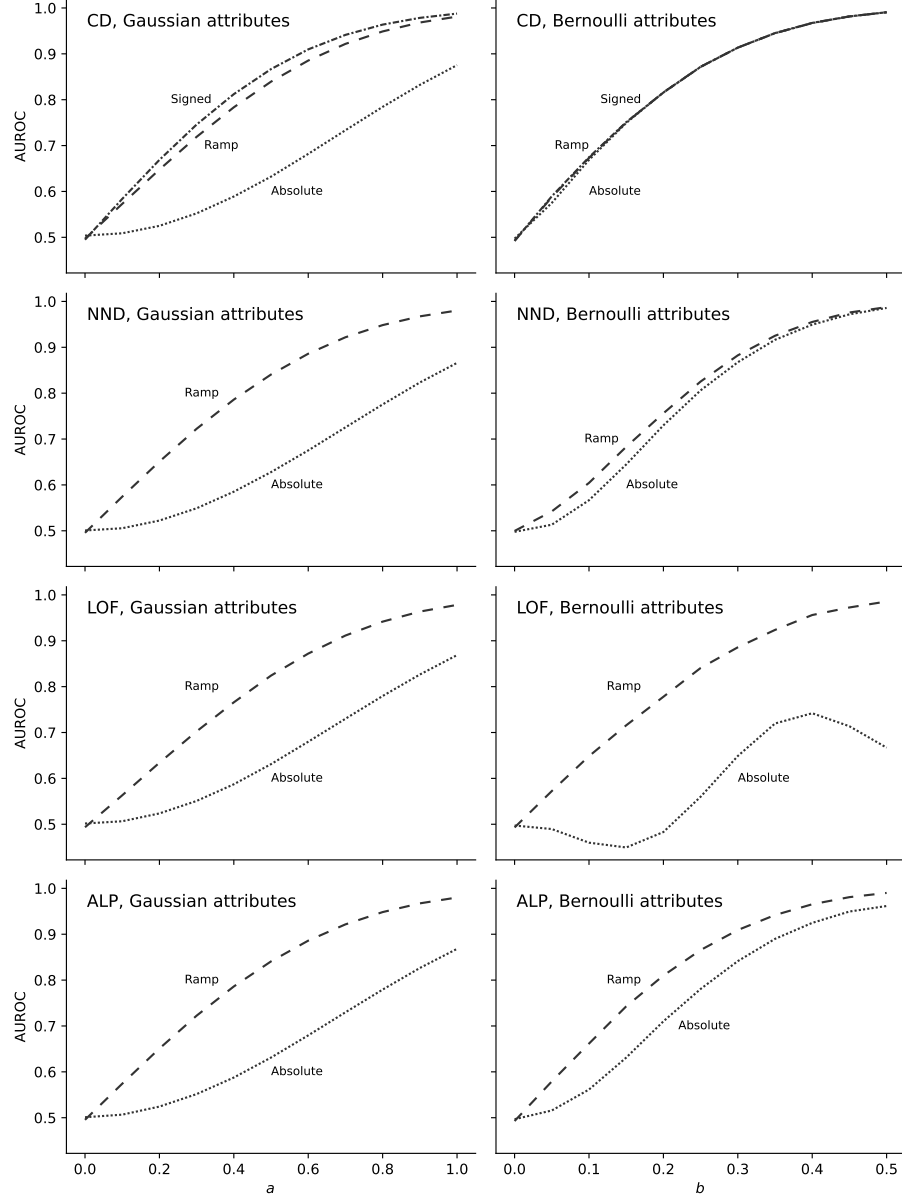 CD, Gaussian attributes
1.0
0.9
0.8
0.7
0.6
0.5
AUROC
Signed
Ramp
Absolute
CD, Bernoulli attributes
Signed
Ramp
Absolute
NND, Gaussian attributes
1.0
0.9
0.8
0.7
0.6
0.5
AUROC
Ramp
Absolute
NND, Bernoulli attributes
Ramp
Absolute
LOF, Gaussian attributes
1.0
0.9
0.8
0.7
0.6
0.5
AUROC
Ramp
Absolute
LOF, Bernoulli attributes
Ramp
Absolute
ALP, Gaussian attributes
1.0
0.9
0.8
0.7
0.6
0.5
AUROC
Ramp
Absolute
0.0 0.2 0.4 0.6 0.8 1.0
a
ALP, Bernoulli attributes
Ramp
Absolute
0.0 0.1 0.2 0.3 0.4 0.5
b